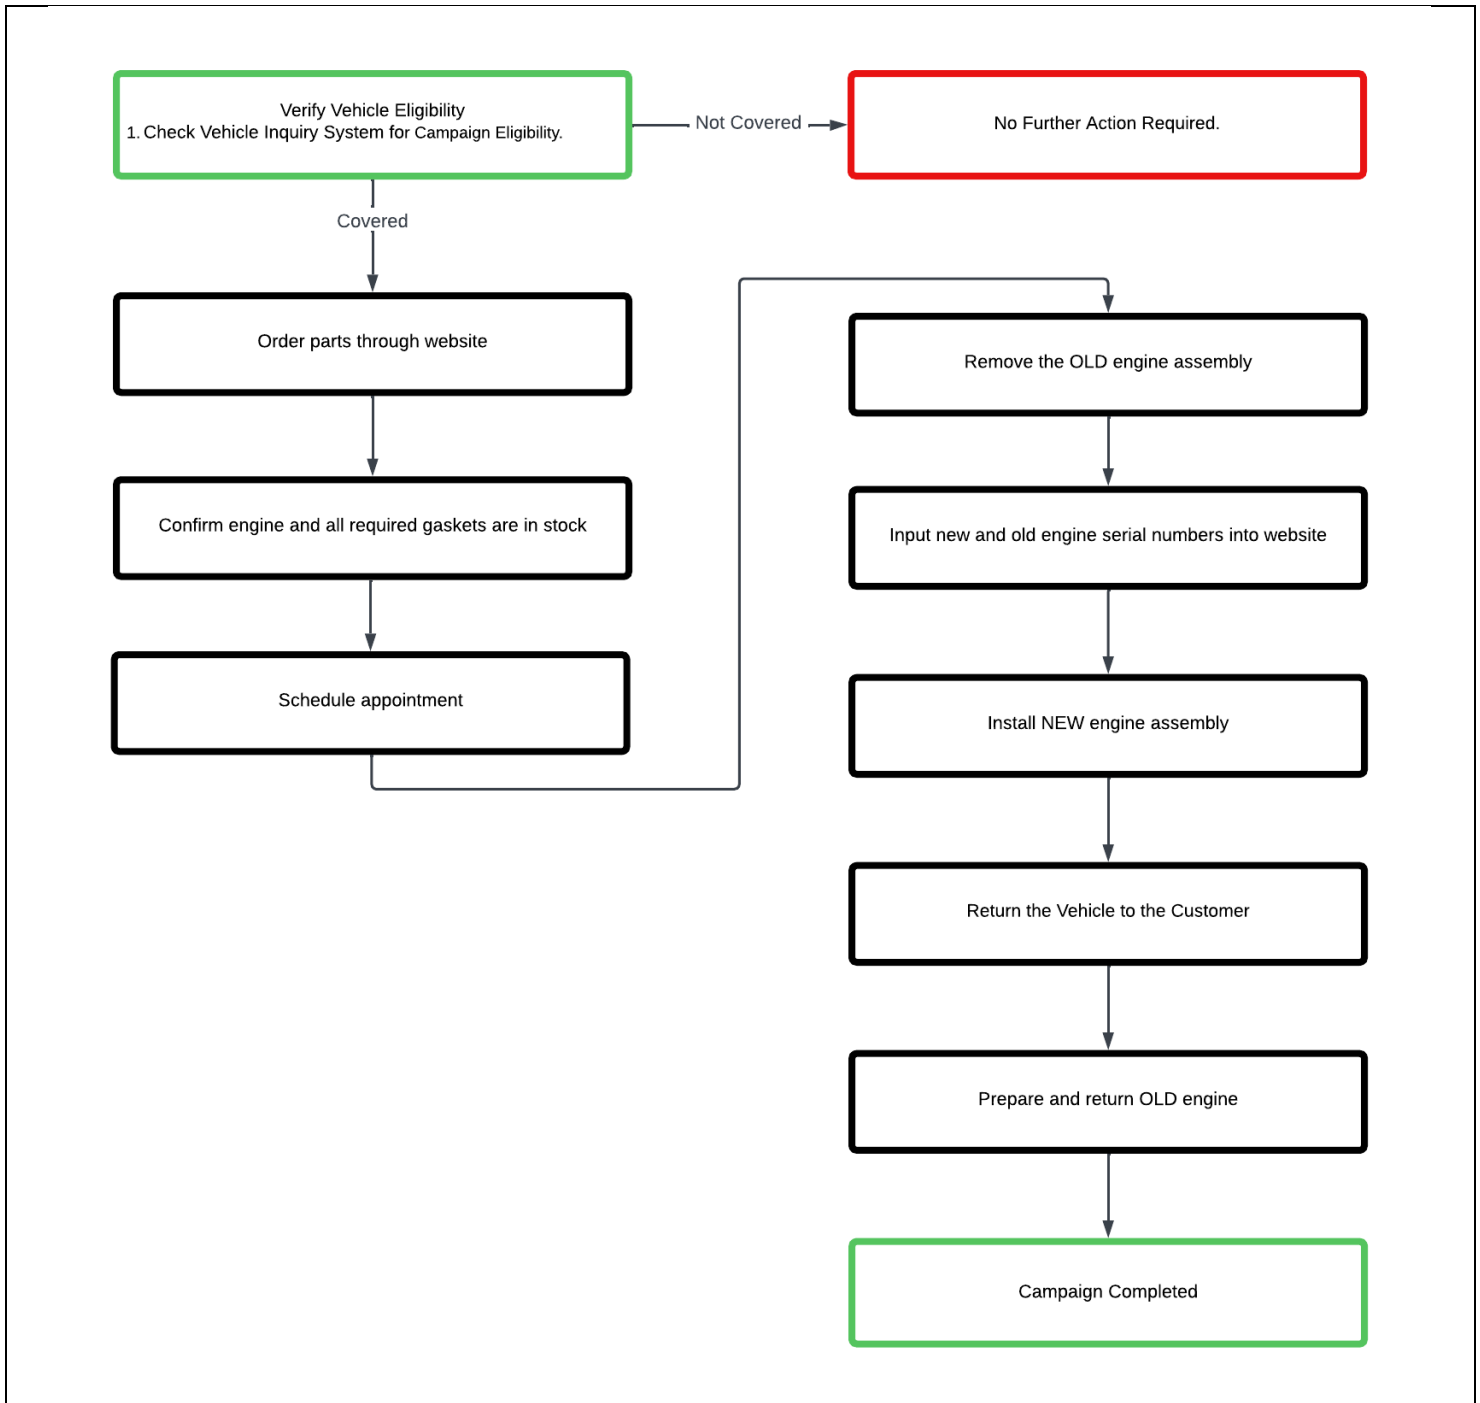 Verify Vehicle Eligibility
1. Check Vehicle Inquiry System for Campaign Eligibility.
Not Covered
No Further Action Required.
Covered
Order parts through website
Confirm engine and all required gaskets are in stock
Schedule appointment
Remove the OLD engine assembly
Input new and old engine serial numbers into website
Install NEW engine assembly
Return the Vehicle to the Customer
Prepare and return OLD engine
Campaign Completed